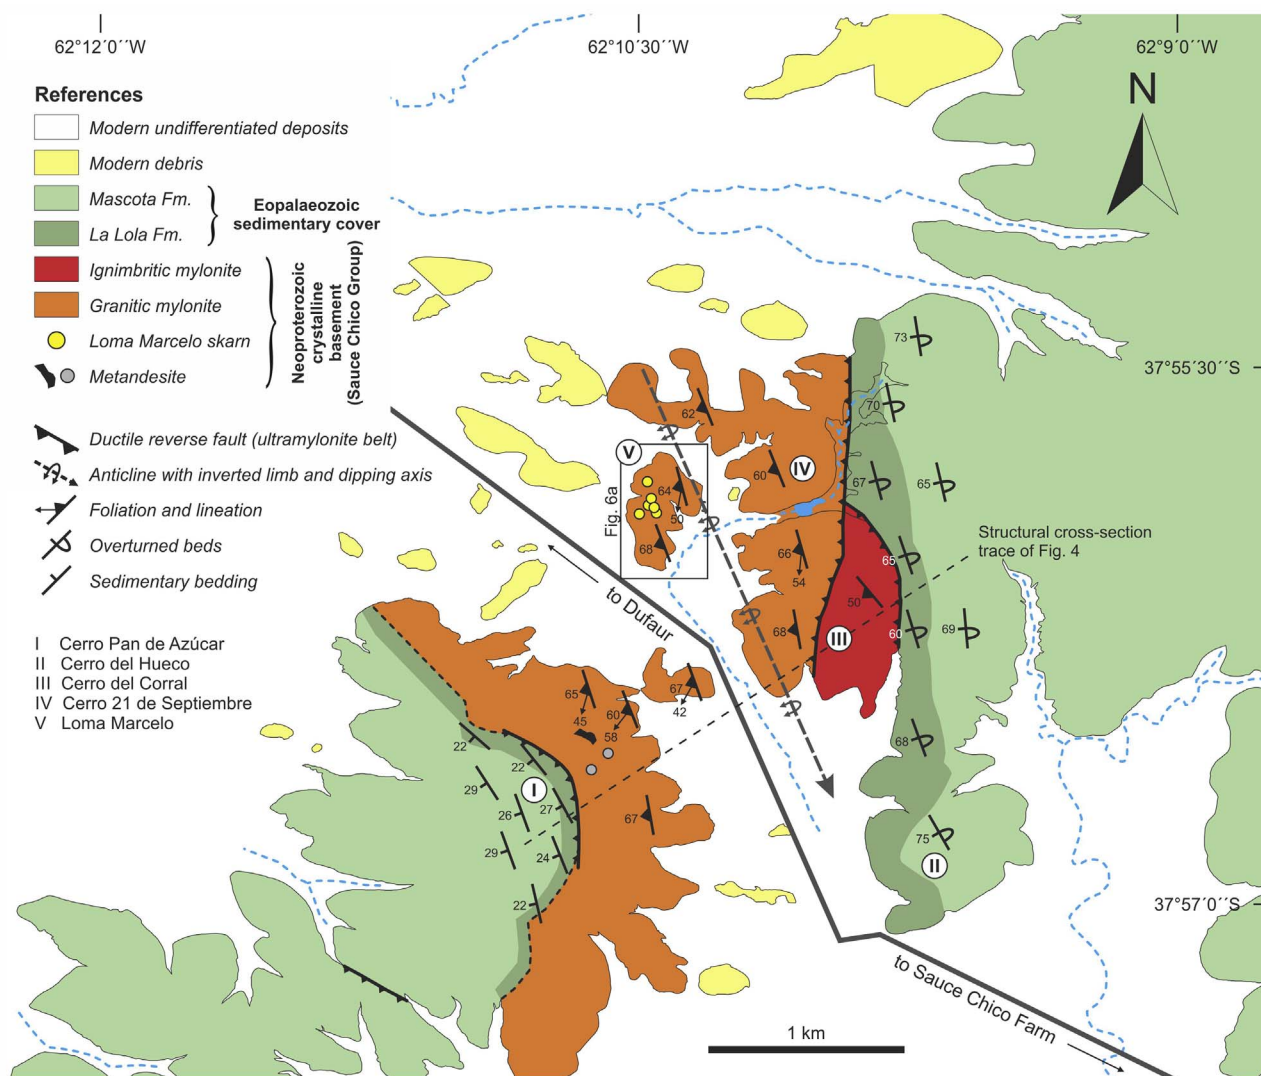 62°12´0´´W
62°10´30´´W
62°9´0´´W
N
References
Modern undifferentiated deposits
Modern debris
Mascota Fm.
La Lola Fm.
Eopalaeozoic
sedimentary cover
Ignimbritic mylonite
Granitic mylonite
Loma Marcelo skarn
Metandesite
Neoproterozoic
crystalline
basement
(Sauce Chico Group)
Ductile reverse fault (ultramylonite belt)
Anticline with inverted limb and dipping axis
Foliation and lineation
Overturned beds
Sedimentary bedding
I Cerro Pan de Azúcar
II Cerro del Hueco
III Cerro del Corral
IV Cerro 21 de Septiembre
V Loma Marcelo
73
37°55´30´´S
70
62
V
60
IV
67
65
64
50
Fig. 6a
68
66
54
65
Structural cross-section
trace of Fig. 4
50
to Dufaur
68
III
60
69
65
45
60
58
67
42
22
22
68
29
I
26
27
67
29
24
75
II
22
37°57´0´´S
to Sauce Chico Farm
1 km